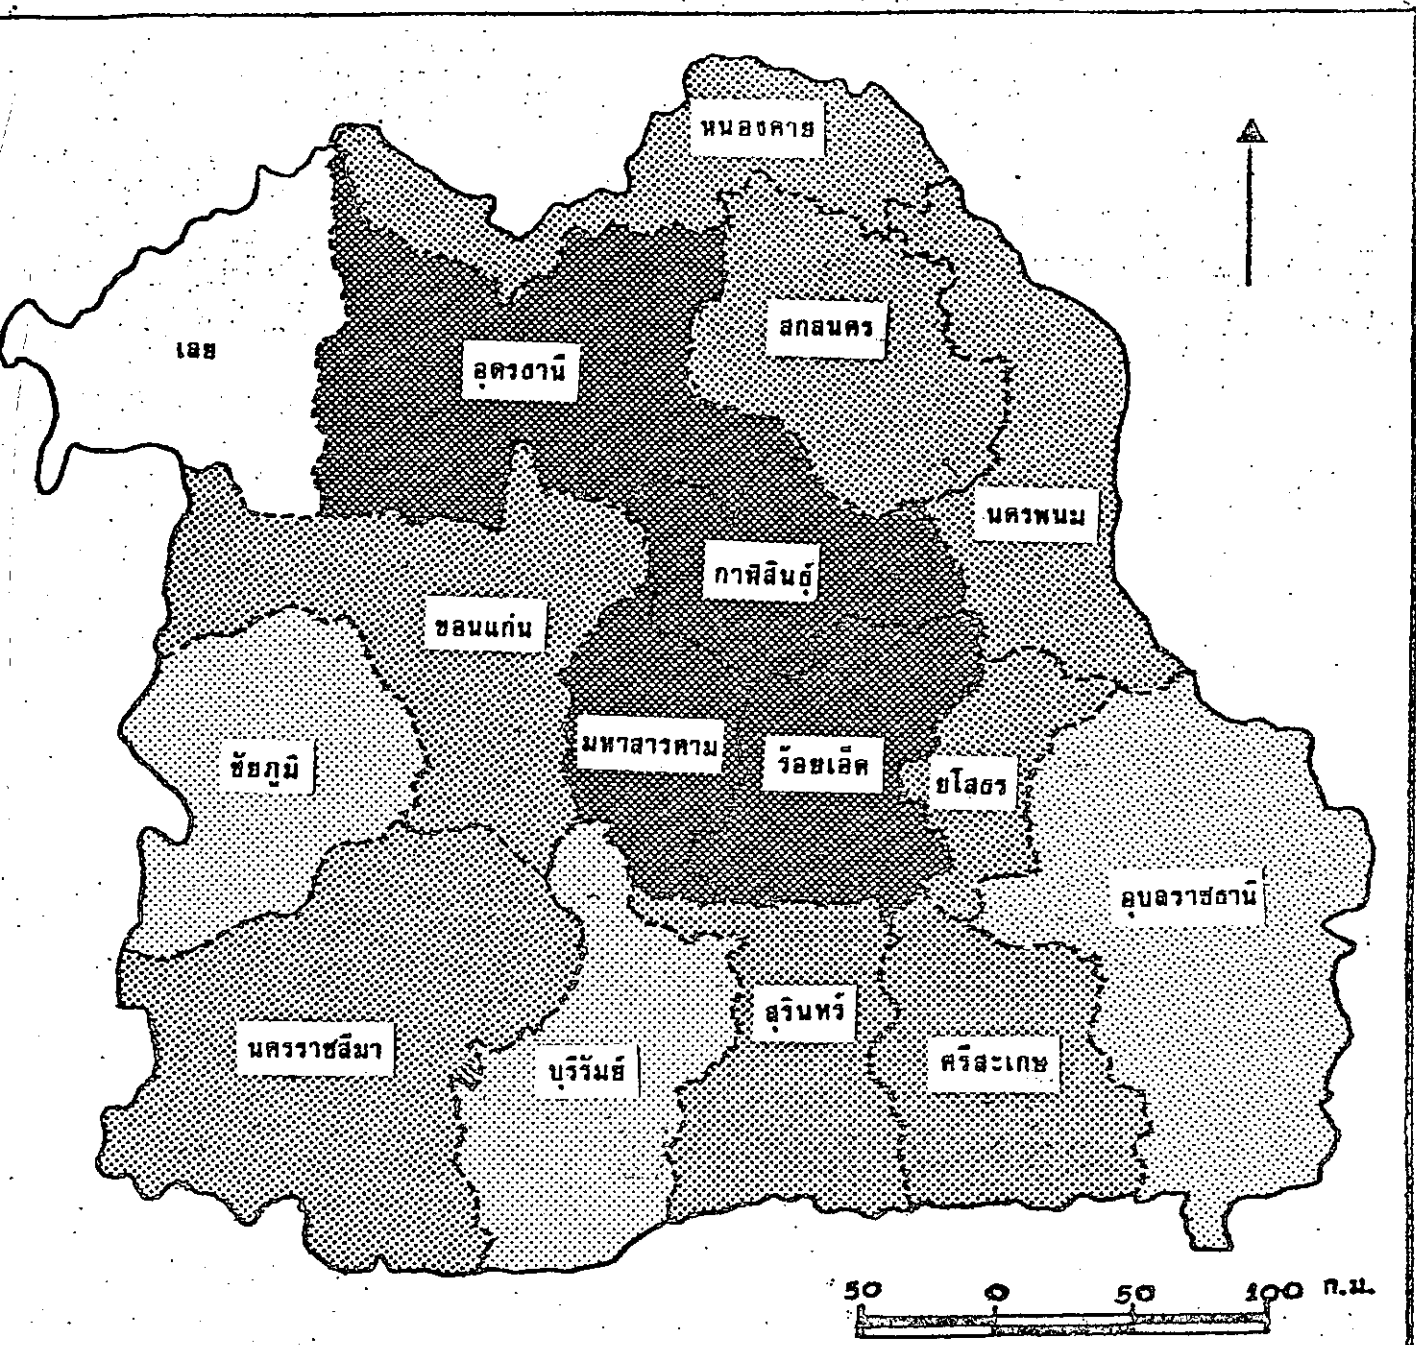 หนองคาย
สกลนคร
เลย
อุดรธานี
นครพนม
กาฬสินธุ์
ขอนแก่น
มหาสารคาม
ร้อยเอ็ด
ยโสธร
ชัยภูมิ
อุบลราชธานี
สุรินทร์
นครราชสีมา
บุรีรัมย์
ศรีสะเกษ
50 0 50 100 ก.ม.